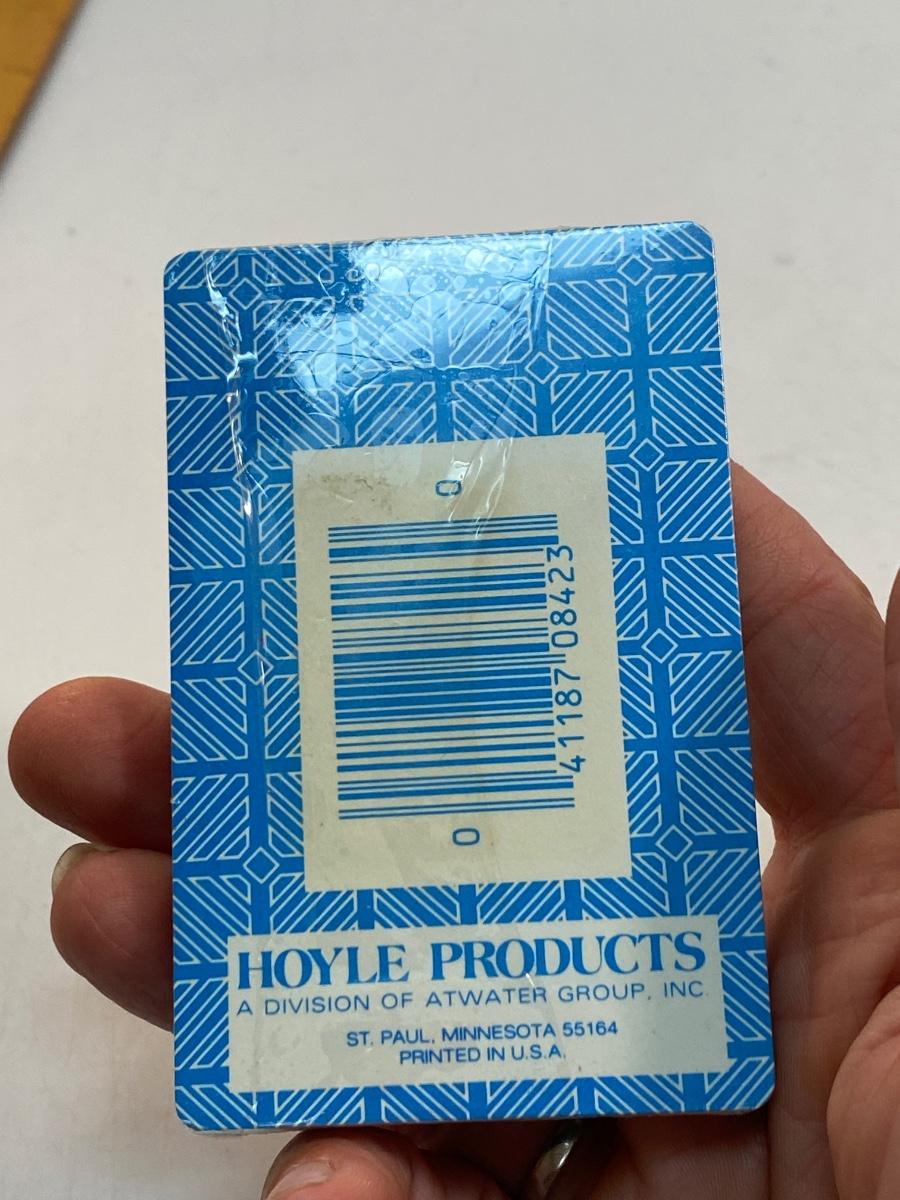 0
41187 08423
0
HOYLE PRODUCTS
A DIVISION OF ATWATER GROUP, INC.
ST. PAUL, MINNESOTA 55164
PRINTED IN U.S.A.